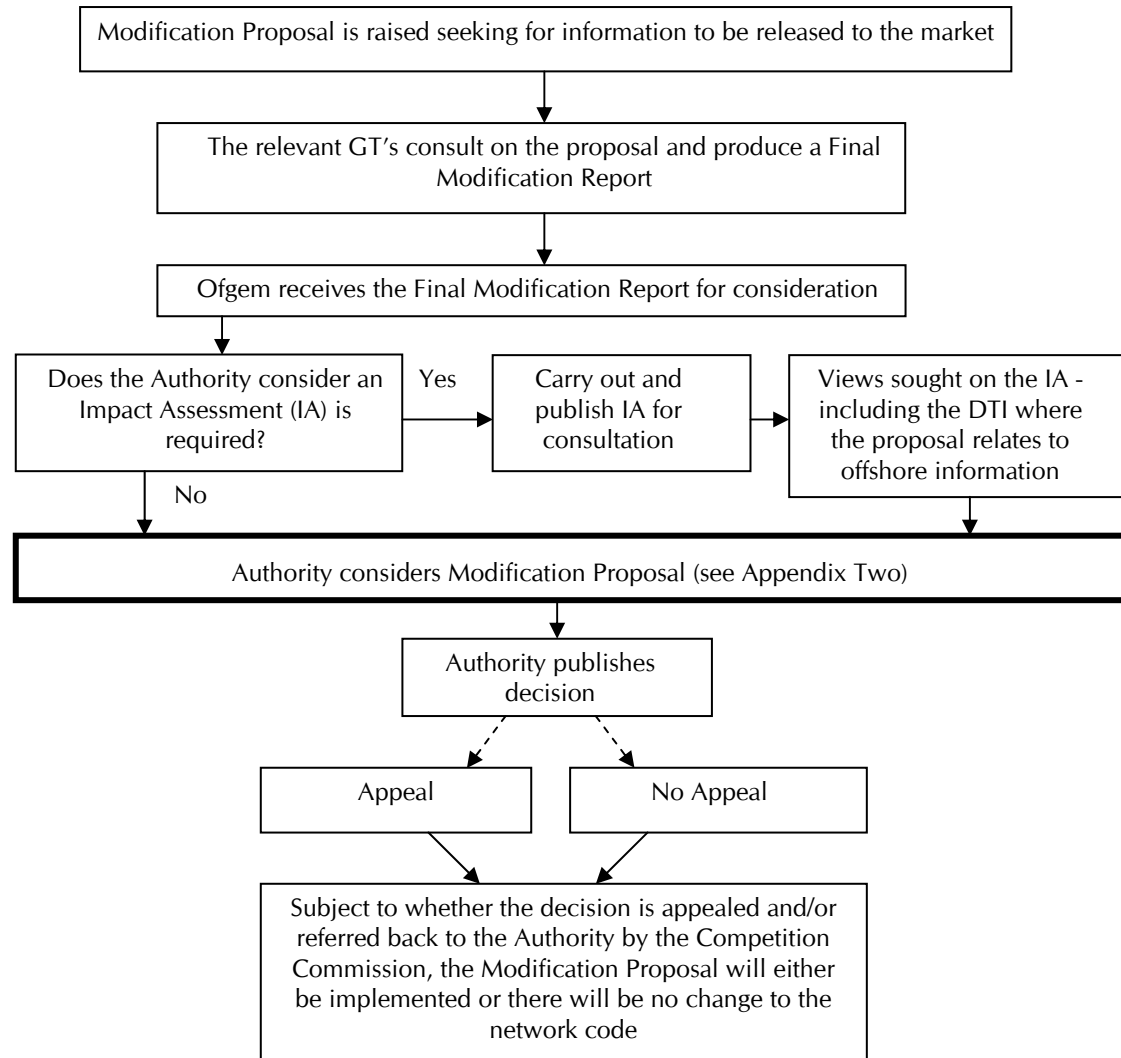 Modification Proposal is raised seeking for information to be released to the market
The relevant GT's consult on the proposal and produce a Final
Modification Report
Ofgem receives the Final Modification Report for consideration
Does the Authority consider an
Impact Assessment (IA) is
required?
Yes
Carry out and
publish IA for
consultation
Views sought on the IA -
including the DTI where
the proposal relates to
offshore information
No
Authority considers Modification Proposal (see Appendix Two)
Authority publishes
decision
Appeal
No Appeal
Subject to whether the decision is appealed and/or
referred back to the Authority by the Competition
Commission, the Modification Proposal will either
be implemented or there will be no change to the
network code